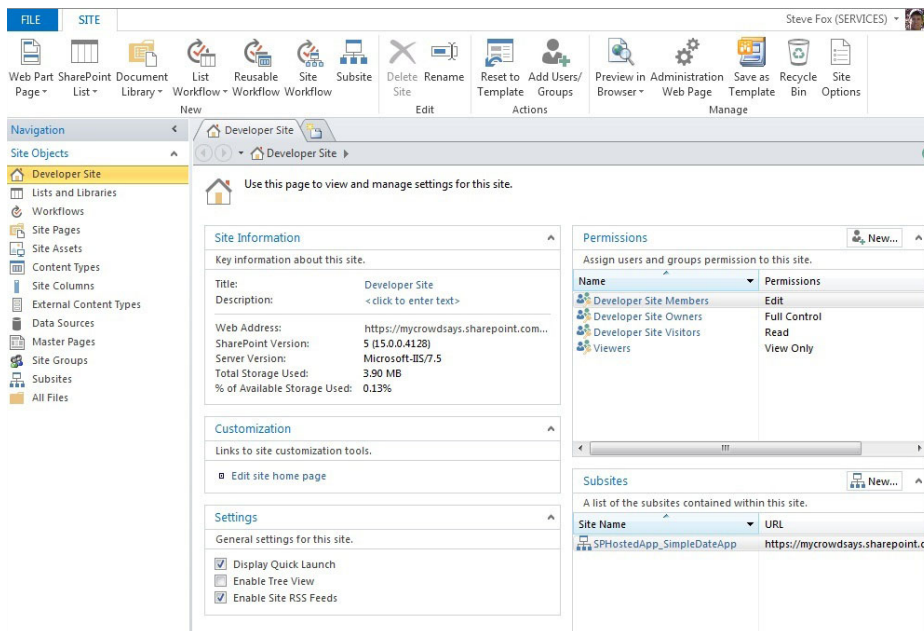 FILE SITE Steve Fox (SERVICES)
Web Part Page SharePoint List Document Library List Workflow Reusable Workflow Site Workflow Subsite Delete Site Rename Reset to Template Add Users/ Groups Preview in Browser Administration Web Page Save as Template Recycle Bin Site Options
New Edit Actions Manage
Navigation
Site Objects
Developer Site
Lists and Libraries
Workflows
Site Pages
Site Assets
Content Types
Site Columns
External Content Types
Data Sources
Master Pages
Site Groups
Subsites
All Files
Developer Site
Developer Site
Use this page to view and manage settings for this site.
Site Information
Key information about this site.
Title: Developer Site
Description: <click to enter text>
Web Address: https://mycrowdsays.sharepoint.com...
SharePoint Version: 5 (15.0.0.4128)
Server Version: Microsoft-IIS/7.5
Total Storage Used: 3.90 MB
% of Available Storage Used: 0.13%
Customization
Links to site customization tools.
Edit site home page
Settings
General settings for this site.
Display Quick Launch
Enable Tree View
Enable Site RSS Feeds
Permissions New...
Assign users and groups permission to this site.
Name Permissions
Developer Site Members Edit
Developer Site Owners Full Control
Developer Site Visitors Read
Viewers View Only
Subsites New...
A list of the subsites contained within this site.
Site Name URL
SPHostedApp_SimpleDateApp https://mycrowdsays.sharepoint.c